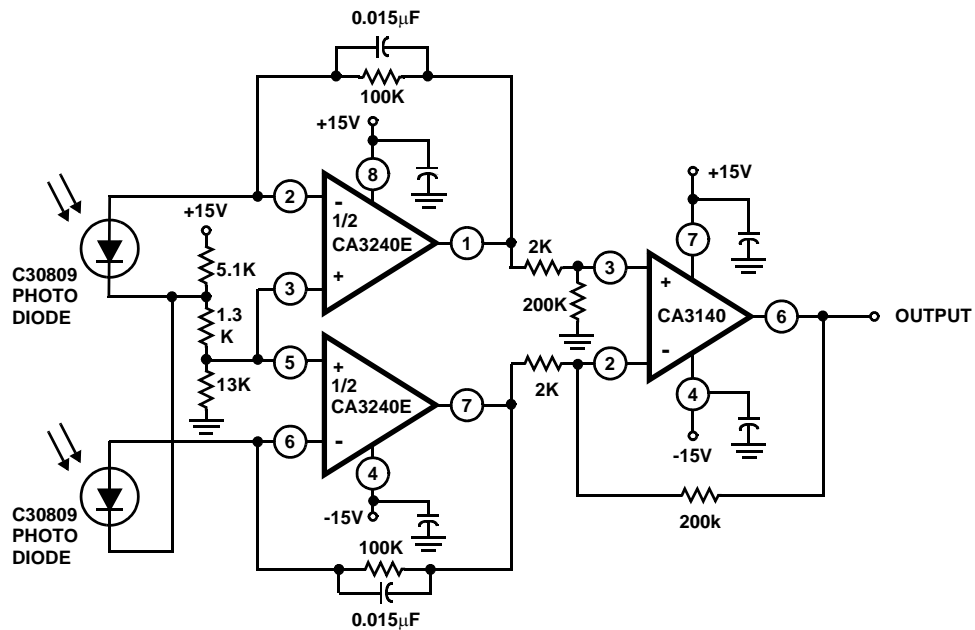 0.015μF
100K
+15V
8
2
-
1/2
CA3240E
+
3
1
+15V
5.1K
1.3
K
13K
C30809
PHOTO
DIODE
5
+
1/2
CA3240E
-
6
7
4
-15V
100K
0.015μF
C30809
PHOTO
DIODE
2K
200K
3
2K
2
+
CA3140
-
+15V
7
6
OUTPUT
4
-15V
200k